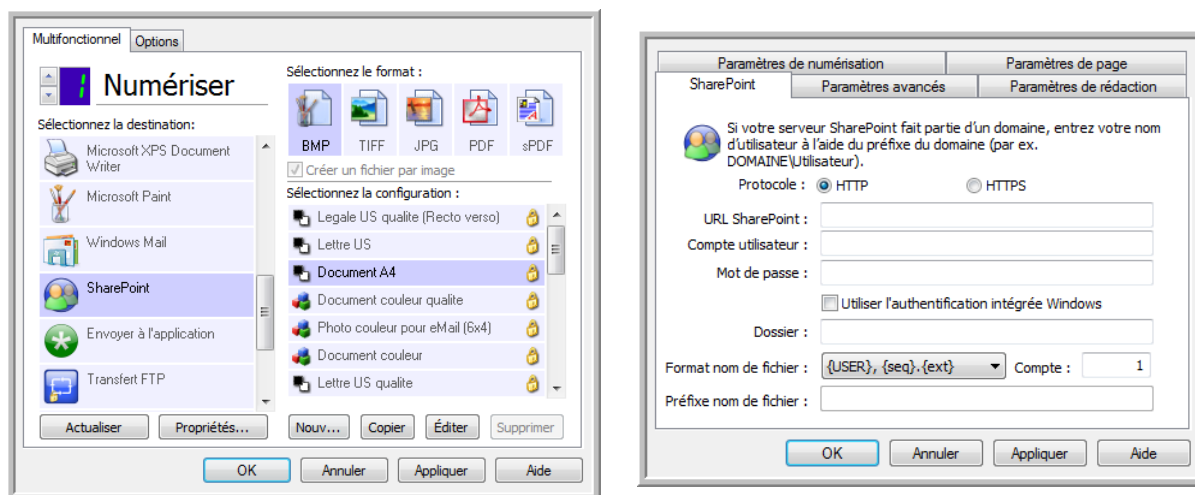 Multifonctionnel
Options
1
Numériser
Sélectionnez la destination:
Microsoft XPS Document
Writer
Microsoft Paint
Windows Mail
SharePoint
Envoyer à l'application
Transfert FTP
Actualiser
Propriétés...
Sélectionnez le format :
BMP
TIFF
JPG
PDF
sPDF
Créer un fichier par image
Sélectionnez la configuration :
Legale US qualite (Recto verso)
Lettre US
Document A4
Document couleur qualite
Photo couleur pour eMail (6x4)
Document couleur
Lettre US qualite
Nouv...
Copier
Éditer
Supprimer
OK
Annuler
Appliquer
Aide
Paramètres de numérisation
Paramètres de page
SharePoint
Paramètres avancés
Paramètres de rédaction
Si votre serveur SharePoint fait partie d'un domaine, entrez votre nom
d'utilisateur à l'aide du préfixe du domaine (par ex.
DOMAINE\Utilisateur).
Protocole :
HTTP
HTTPS
URL SharePoint :
Compte utilisateur :
Mot de passe :
Utiliser l'authentification intégrée Windows
Dossier :
Format nom de fichier :
{USER}, {seq}.{ext}
Compte :
1
Préfixe nom de fichier :
OK
Annuler
Appliquer
Aide